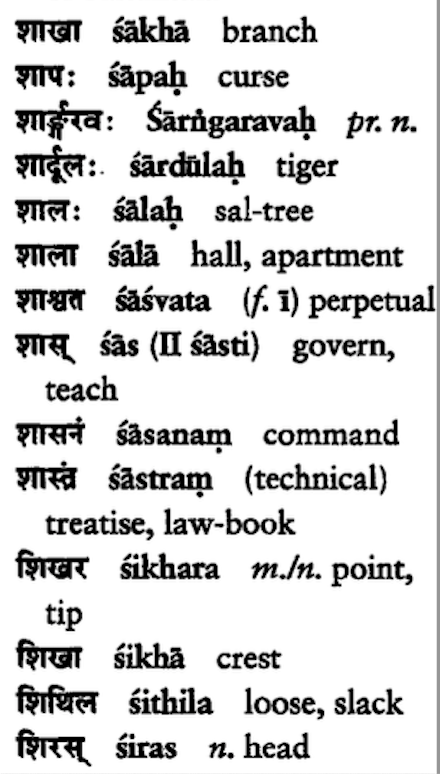 शाखा śākhā branch
शापः śāpaḥ curse
शार्ङ्गरवः Śārṅgaravaḥ pr. n.
शार्दूलः śārdūlaḥ tiger
शालः śālaḥ sal-tree
शाला śālā hall, apartment
शाश्वत śāśvata (f. ī) perpetual
शास् śās (II śāsti) govern,
teach
शासनं śāsanaṃ command
शास्त्रं śāstraṃ (technical)
treatise, law-book
शिखर śikhara m./n. point,
tip
शिखा śikhā crest
शिथिल śithila loose, slack
शिरस् śiras n. head